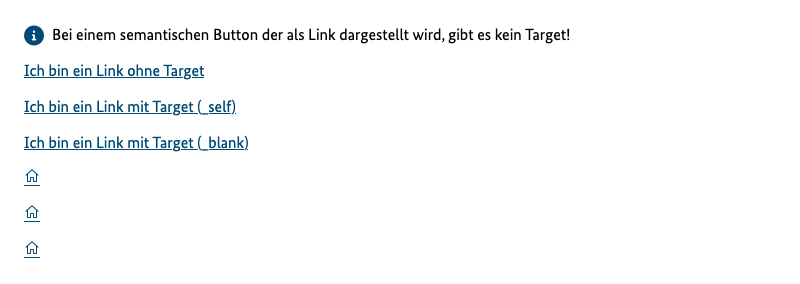 Bei einem semantischen Button der als Link dargestellt wird, gibt es kein Target!
Ich bin ein Link ohne Target
Ich bin ein Link mit Target (_self)
Ich bin ein Link mit Target (_blank)